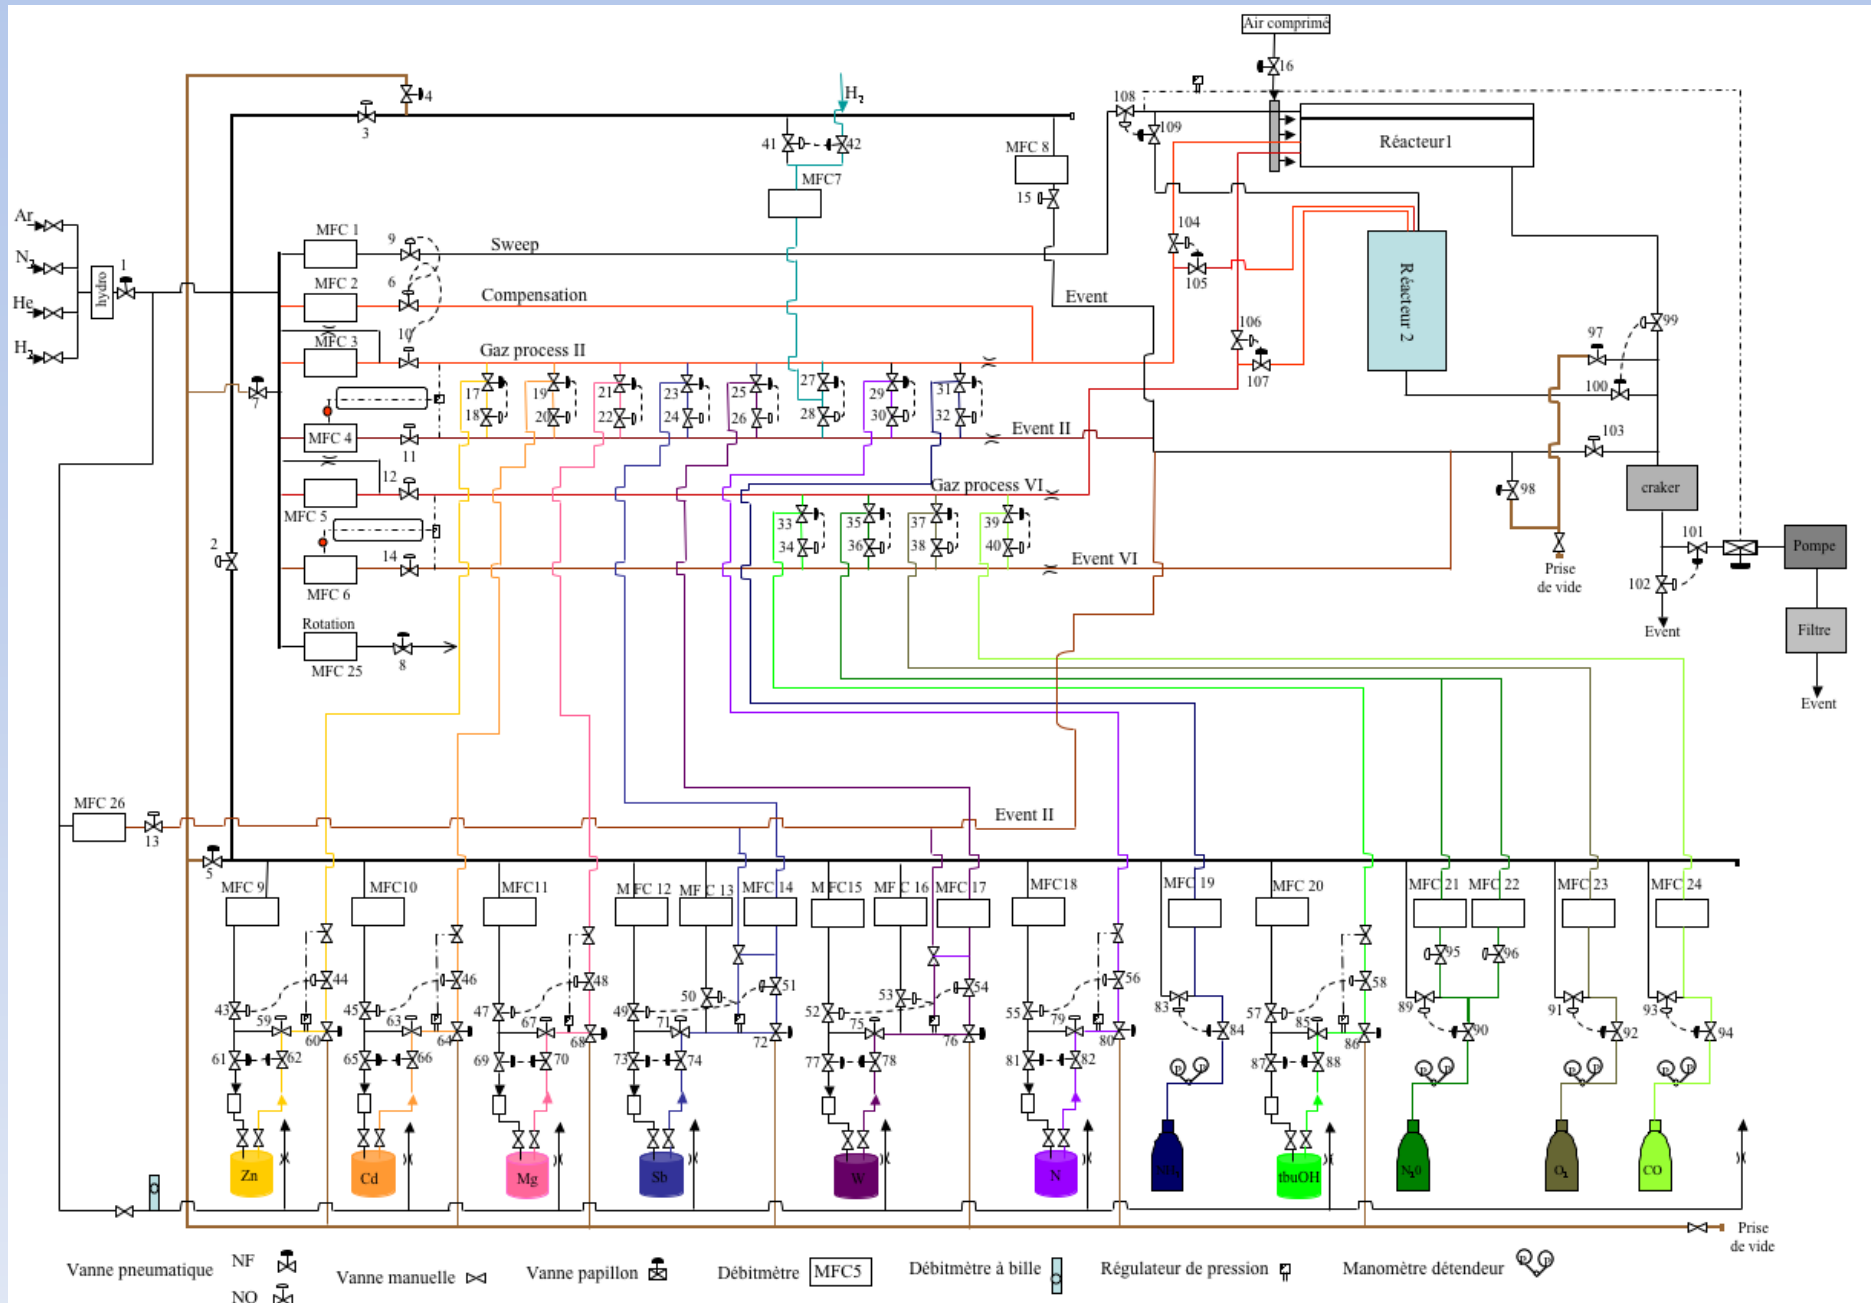 Air comprimé
16
4
3
H₂
108
109
41
42
MFC 8
Réacteur1
MFC7
15
Ar
N₂
He
H₂
hydro
1
MFC 1
9
Sweep
104
105
MFC 2
6
Compensation
Event
Réacteur 2
MFC 3
10
Gaz process II
106
107
99
97
100
7
17
18
19
20
21
22
23
24
25
26
27
28
29
30
31
32
MFC 4
11
Event II
103
12
MFC 5
Gaz process VI
craker
98
33
34
35
36
37
38
39
40
2
14
MFC 6
Event VI
101
Pompe
Prise
de vide
102
Event
Filtre
Rotation
8
MFC 25
Event
MFC 26
13
Event II
5
MFC 9
MFC10
MFC11
MFC 12
MF C 13
MFC 14
MFC15
MF C 16
MFC 17
MFC18
MFC 19
MFC 20
MFC 21
MFC 22
MFC 23
MFC 24
44
46
48
51
54
56
58
95
96
43
45
47
49
50
52
53
55
83
57
89
91
93
59
60
63
64
67
68
71
72
75
76
79
80
84
85
86
90
92
94
61
62
65
66
69
70
73
74
77
78
81
82
87
88
Zn
Cd
Mg
Sb
W
N
tbuOH
N₂0
O₂
CO
Prise
de vide
Vanne pneumatique
NF
NO
Vanne manuelle
Vanne papillon
Débitmètre
MFC5
Débitmètre à bille
Régulateur de pression
Manomètre détendeur